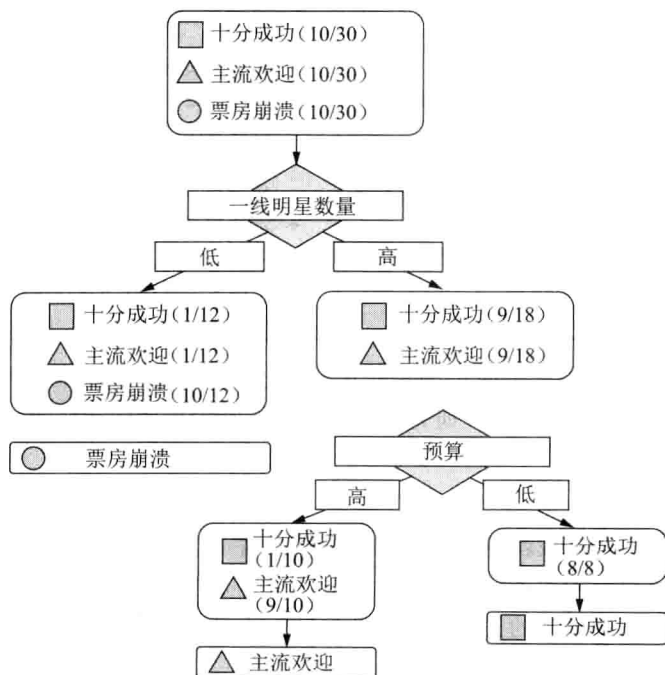 十分成功(10/30)
主流欢迎(10/30)
票房崩溃(10/30)
一线明星数量
低
高
十分成功(1/12)
主流欢迎(1/12)
票房崩溃(10/12)
十分成功(9/18)
主流欢迎(9/18)
票房崩溃
预算
高
低
十分成功
(1/10)
主流欢迎
(9/10)
十分成功
(8/8)
主流欢迎
十分成功